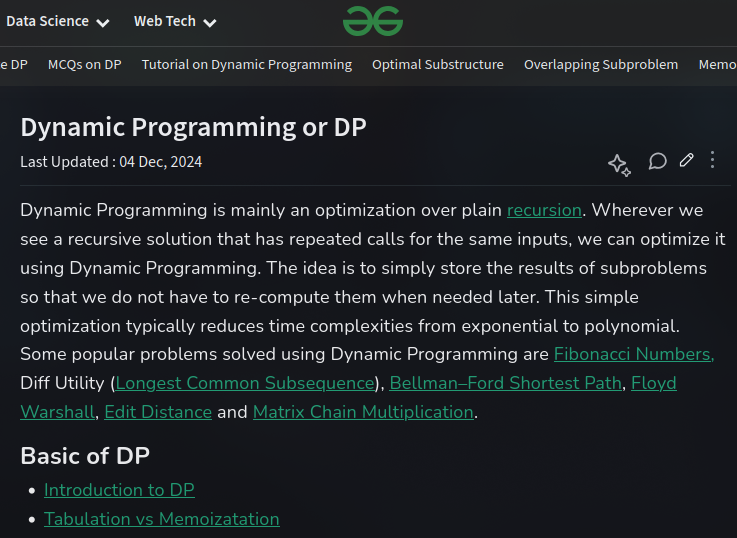 Data Science Web Tech
e DP MCQs on DP Tutorial on Dynamic Programming Optimal Substructure Overlapping Subproblem Memo
Dynamic Programming or DP
Last Updated : 04 Dec, 2024
Dynamic Programming is mainly an optimization over plain recursion. Wherever we
see a recursive solution that has repeated calls for the same inputs, we can optimize it
using Dynamic Programming. The idea is to simply store the results of subproblems
so that we do not have to re-compute them when needed later. This simple
optimization typically reduces time complexities from exponential to polynomial.
Some popular problems solved using Dynamic Programming are Fibonacci Numbers,
Diff Utility (Longest Common Subsequence), Bellman–Ford Shortest Path, Floyd
Warshall, Edit Distance and Matrix Chain Multiplication.
Basic of DP
• Introduction to DP
• Tabulation vs Memoizatation